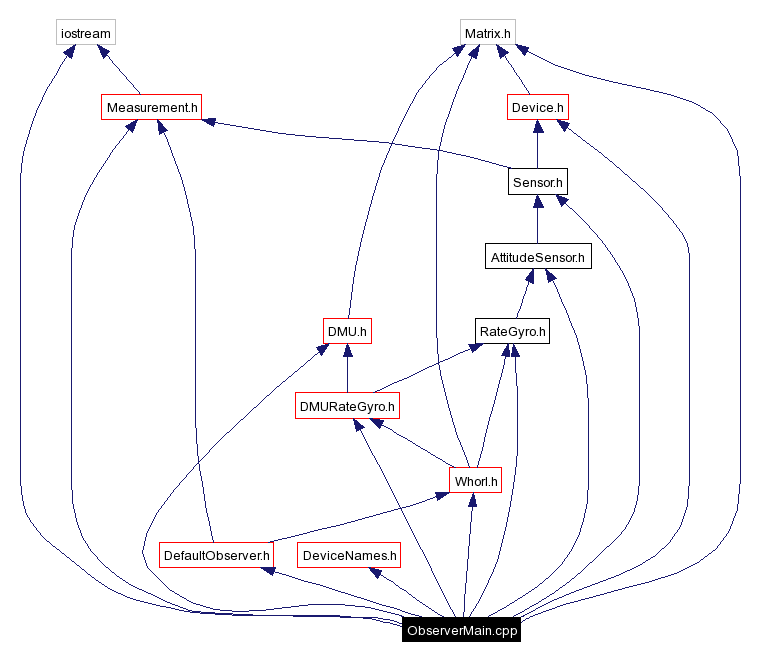 iostream
Matrix.h
Measurement.h
Device.h
Sensor.h
AttitudeSensor.h
DMU.h
RateGyro.h
DMURateGyro.h
Whorl.h
DefaultObserver.h
DeviceNames.h
ObserverMain.cpp